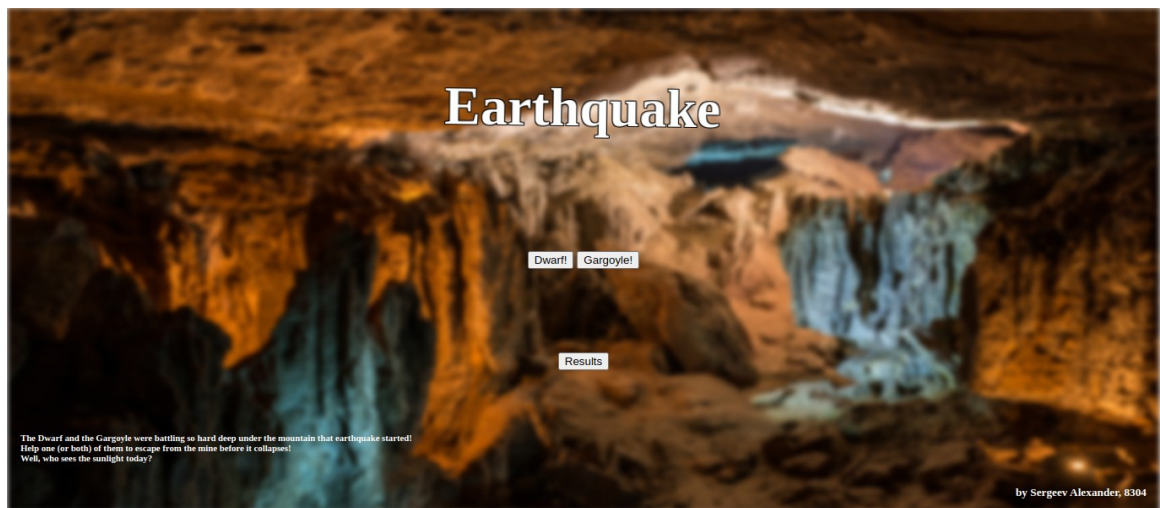 Earthquake
Dwarf! Gargoyle!
Results
The Dwarf and the Gargoyle were battling so hard deep under the mountain that earthquake started!
Help one (or both) of them to escape from the mine before it collapses!
Well, who sees the sunlight today?
by Sergeev Alexander, 8304